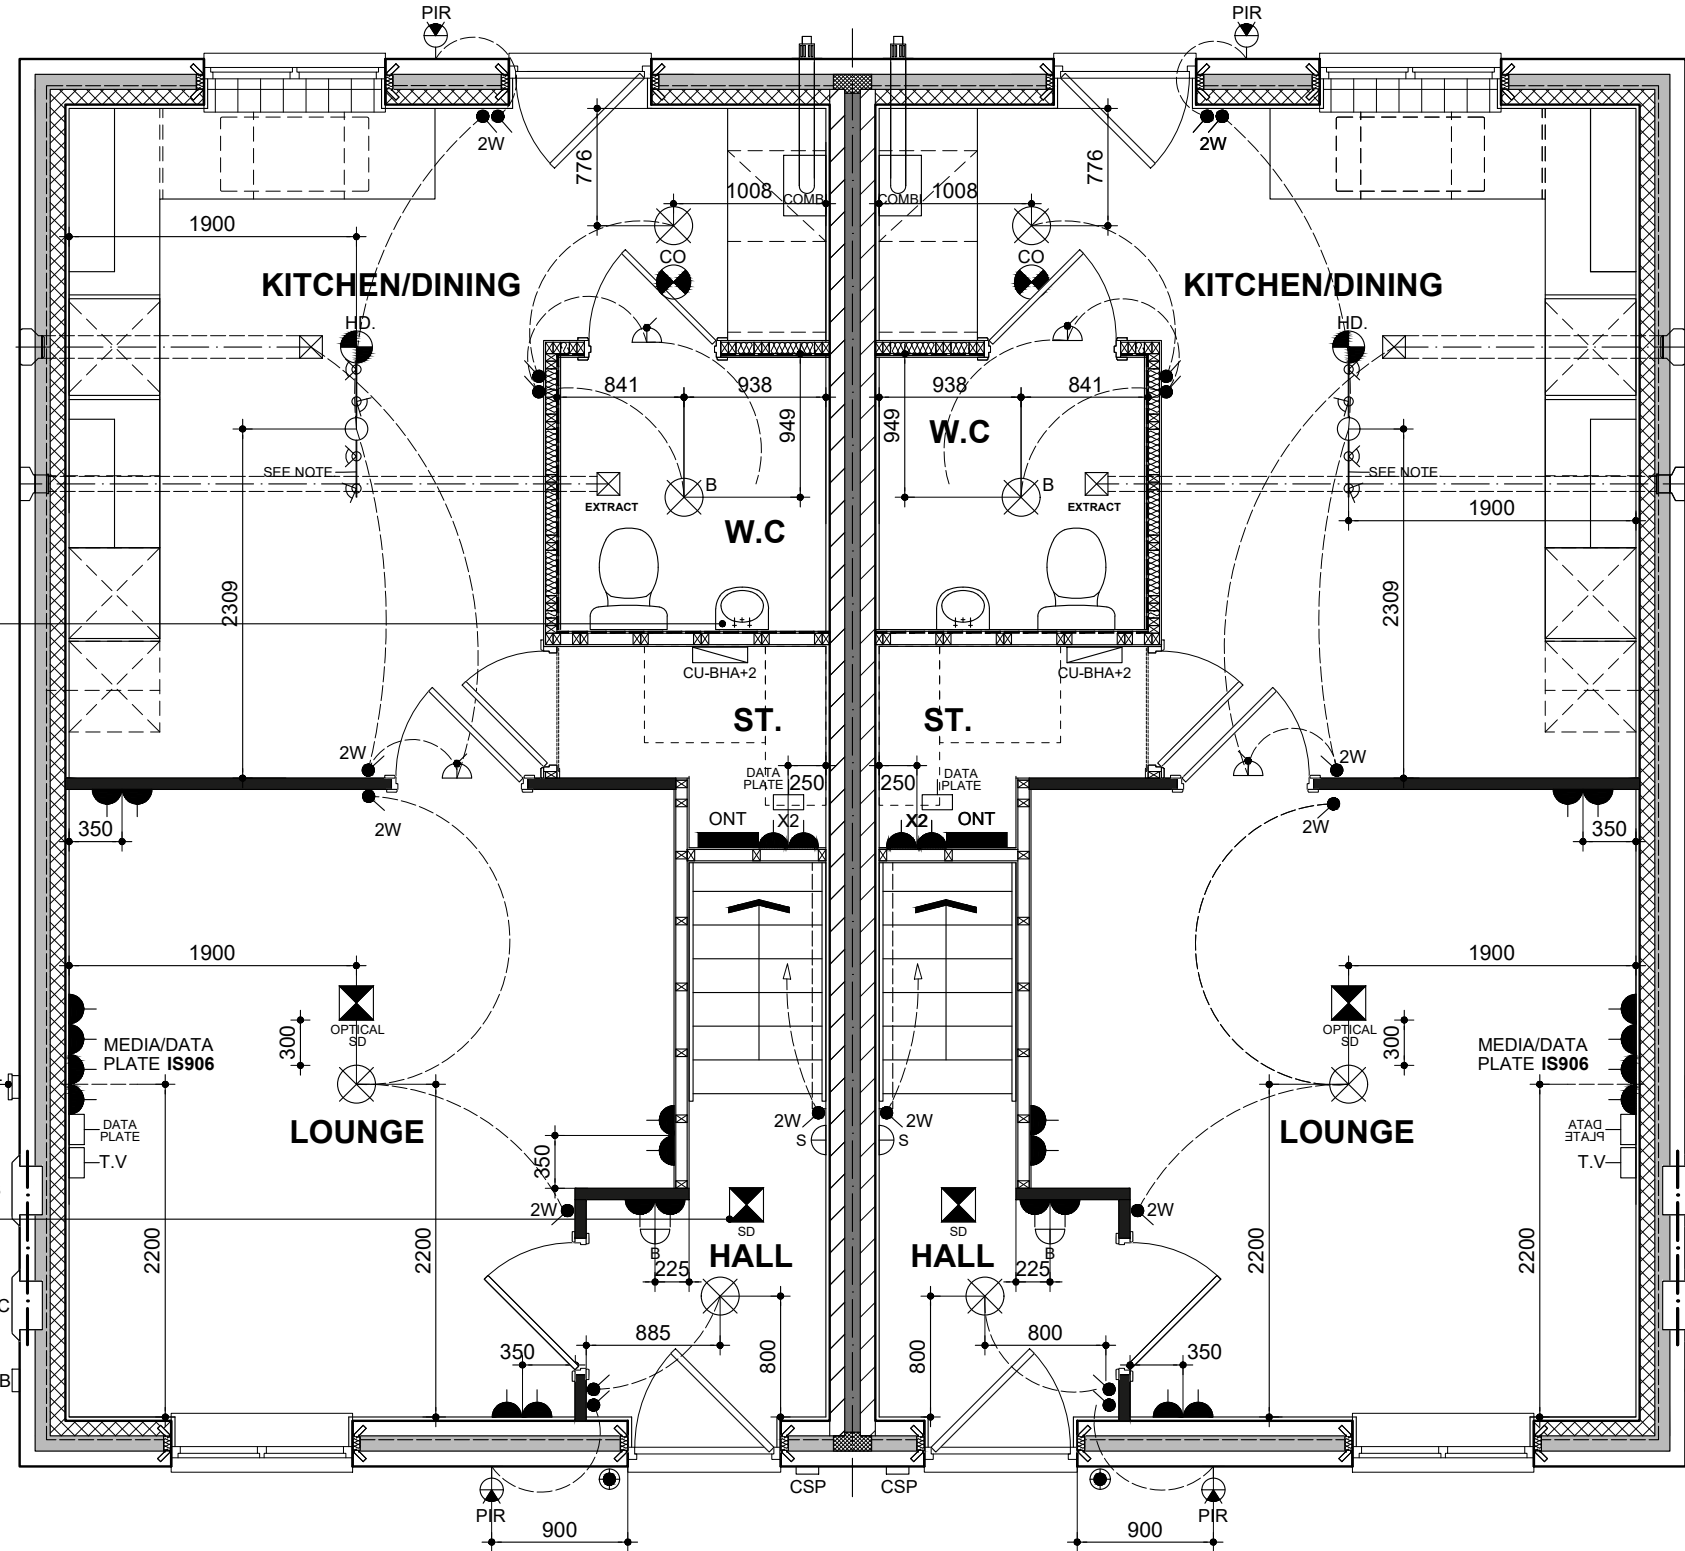 PIR
PIR
2W
2W
776
776
1008
1008
COMBI
COMBI
1900
CO
CO
KITCHEN/DINING
KITCHEN/DINING
HD.
HD.
841
938
938
841
949
949
W.C
SEE NOTE
B
B
SEE NOTE
EXTRACT
EXTRACT
1900
W.C
2309
2309
CU-BHA+2
CU-BHA+2
ST.
ST.
2W
2W
DATA
PLATE
250
250
DATA
PLATE
350
2W
ONT
X2
X2
ONT
2W
350
1900
1900
OPTICAL
SD
OPTICAL
SD
300
300
MEDIA/DATA
PLATE IS906
MEDIA/DATA
PLATE IS906
LOUNGE
LOUNGE
2W
2W
S
S
DATA
PLATE
DATA
PLATE
T.V
T.V
350
2W
2W
SD
SD
B
B
HALL
HALL
2200
2200
225
225
2200
2200
C
885
800
350
800
800
350
B
CSP
CSP
PIR
PIR
900
900